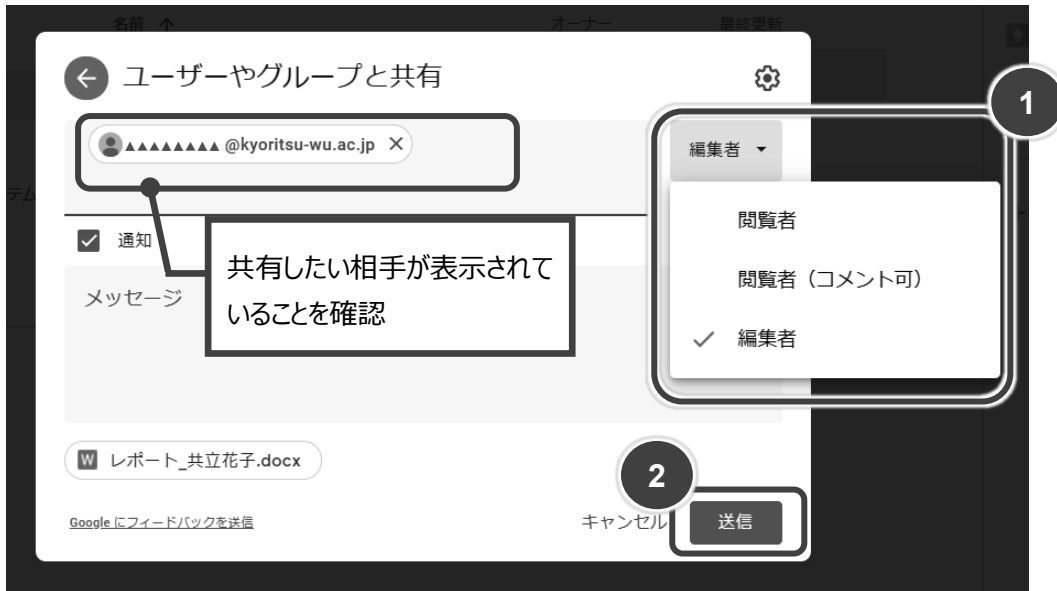 名前 ↑ オーナー 最終更新
ユーザーやグループと共有
1
▲▲▲▲▲▲▲▲ @kyoritsu-wu.ac.jp ×
編集者
テム
閲覧者
通知
共有したい相手が表示されて
いることを確認
閲覧者（コメント可）
メッセージ
編集者
W レポート_共立花子.docx
2
Google にフィードバックを送信
キャンセル
送信